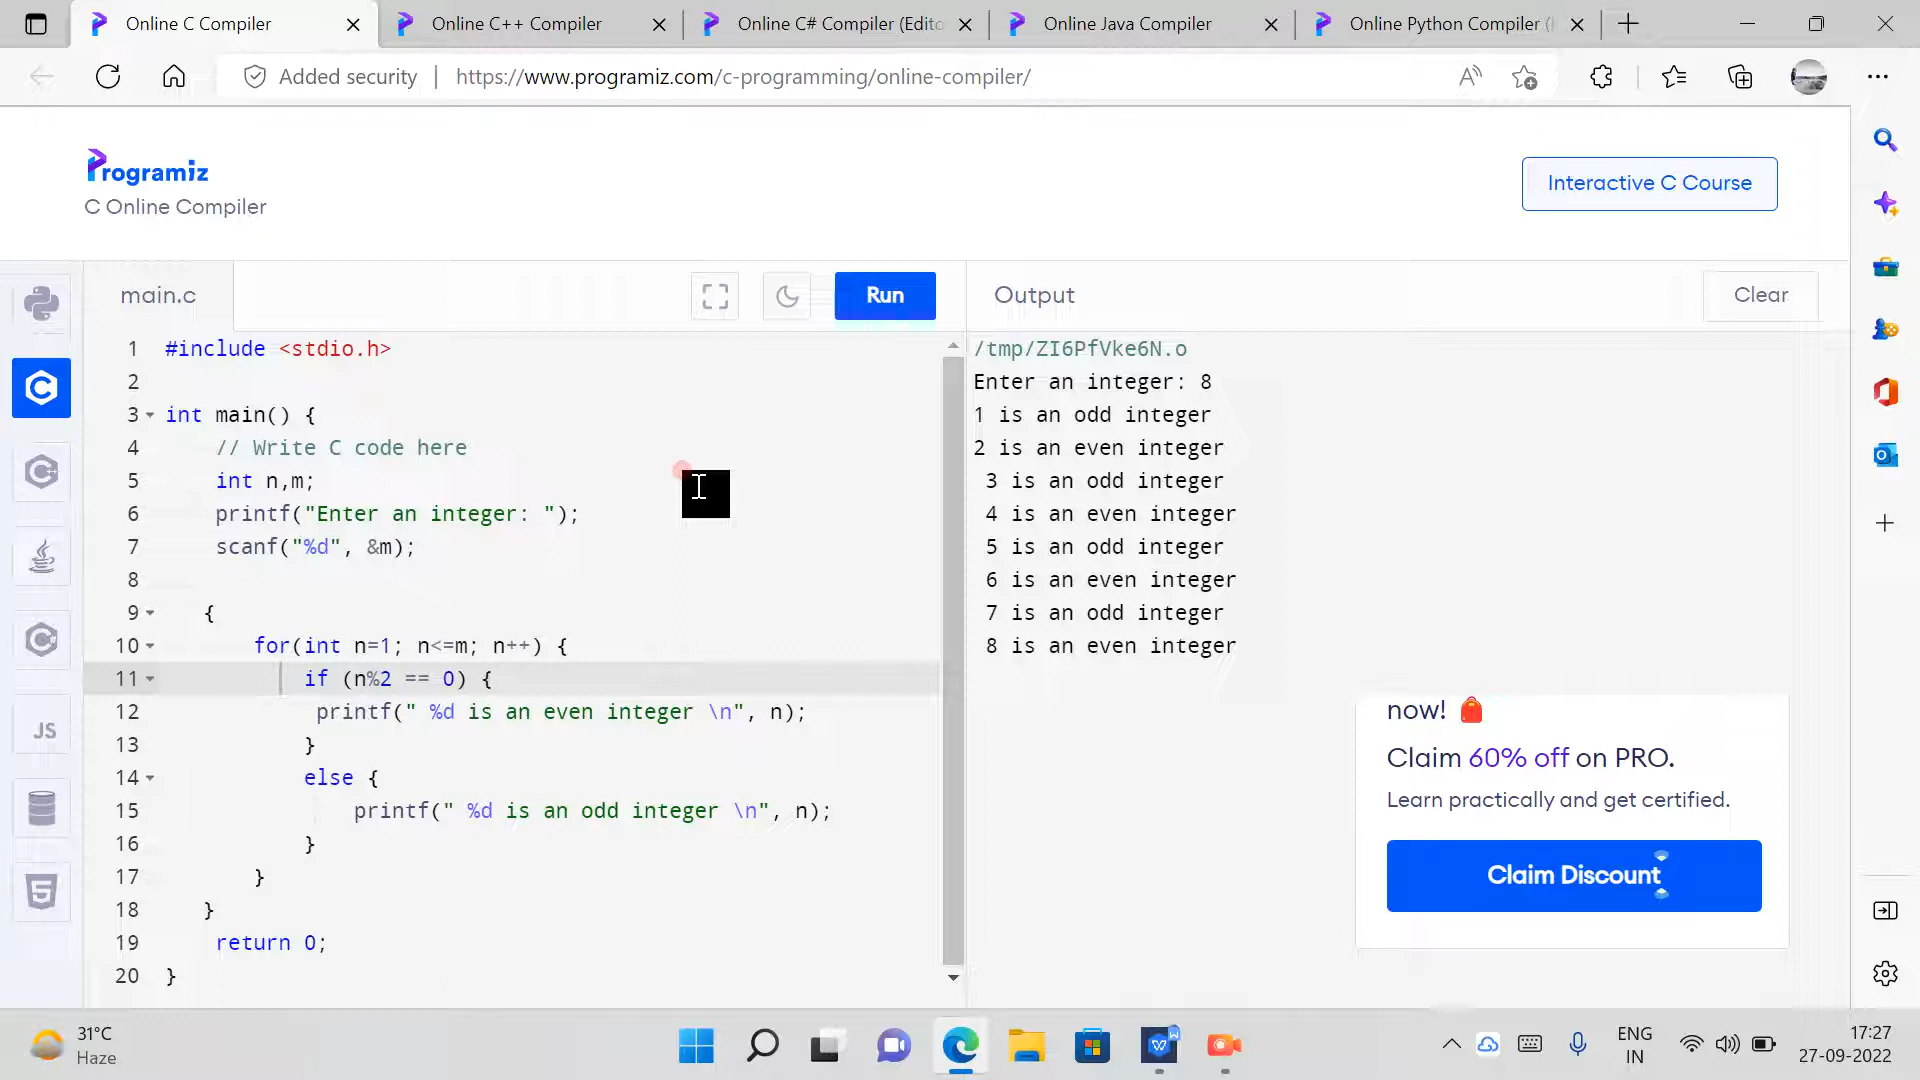 Online C Compiler
Online C++ Compiler
Online C# Compiler (Edito
Online Java Compiler
Online Python Compiler (
Added security
https://www.programiz.com/c-programming/online-compiler/
Programiz
C Online Compiler
Interactive C Course
main.c
Run
Output
Clear
1 #include <stdio.h>
2
3 int main() {
4     // Write C code here
5     int n,m;
6     printf("Enter an integer: ");
7     scanf("%d", &m);
8
9    {
10        for(int n=1; n<=m; n++) {
11            if (n%2 == 0) {
12             printf(" %d is an even integer \n", n);
13            }
14            else {
15                printf(" %d is an odd integer \n", n);
16            }
17        }
18    }
19     return 0;
20 }
/tmp/ZI6PfVke6N.o
Enter an integer: 8
1 is an odd integer
2 is an even integer
3 is an odd integer
4 is an even integer
5 is an odd integer
6 is an even integer
7 is an odd integer
8 is an even integer
JS
now!
Claim 60% off on PRO.
Learn practically and get certified.
Claim Discount
31°C
Haze
ENG
IN
17:27
27-09-2022